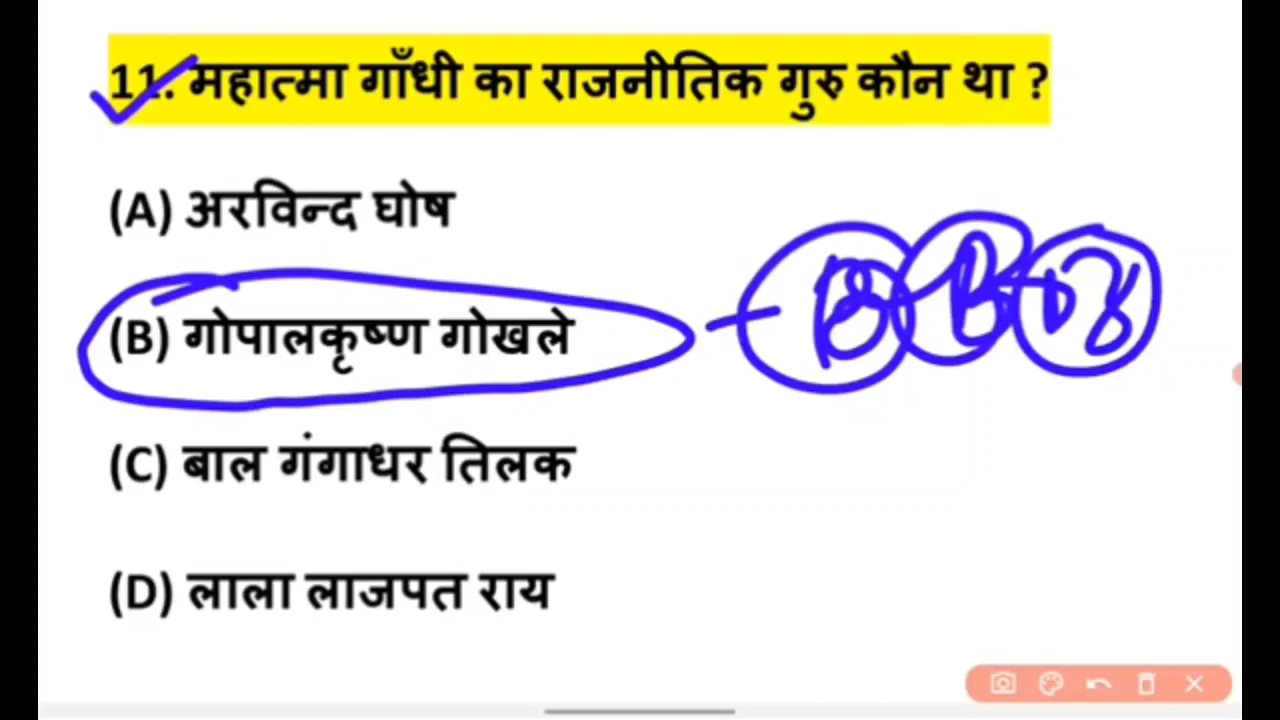 11. महात्मा गाँधी का राजनीतिक गुरु कौन था ?
(A) अरविन्द घोष
(B) गोपालकृष्ण गोखले
(C) बाल गंगाधर तिलक
(D) लाला लाजपत राय